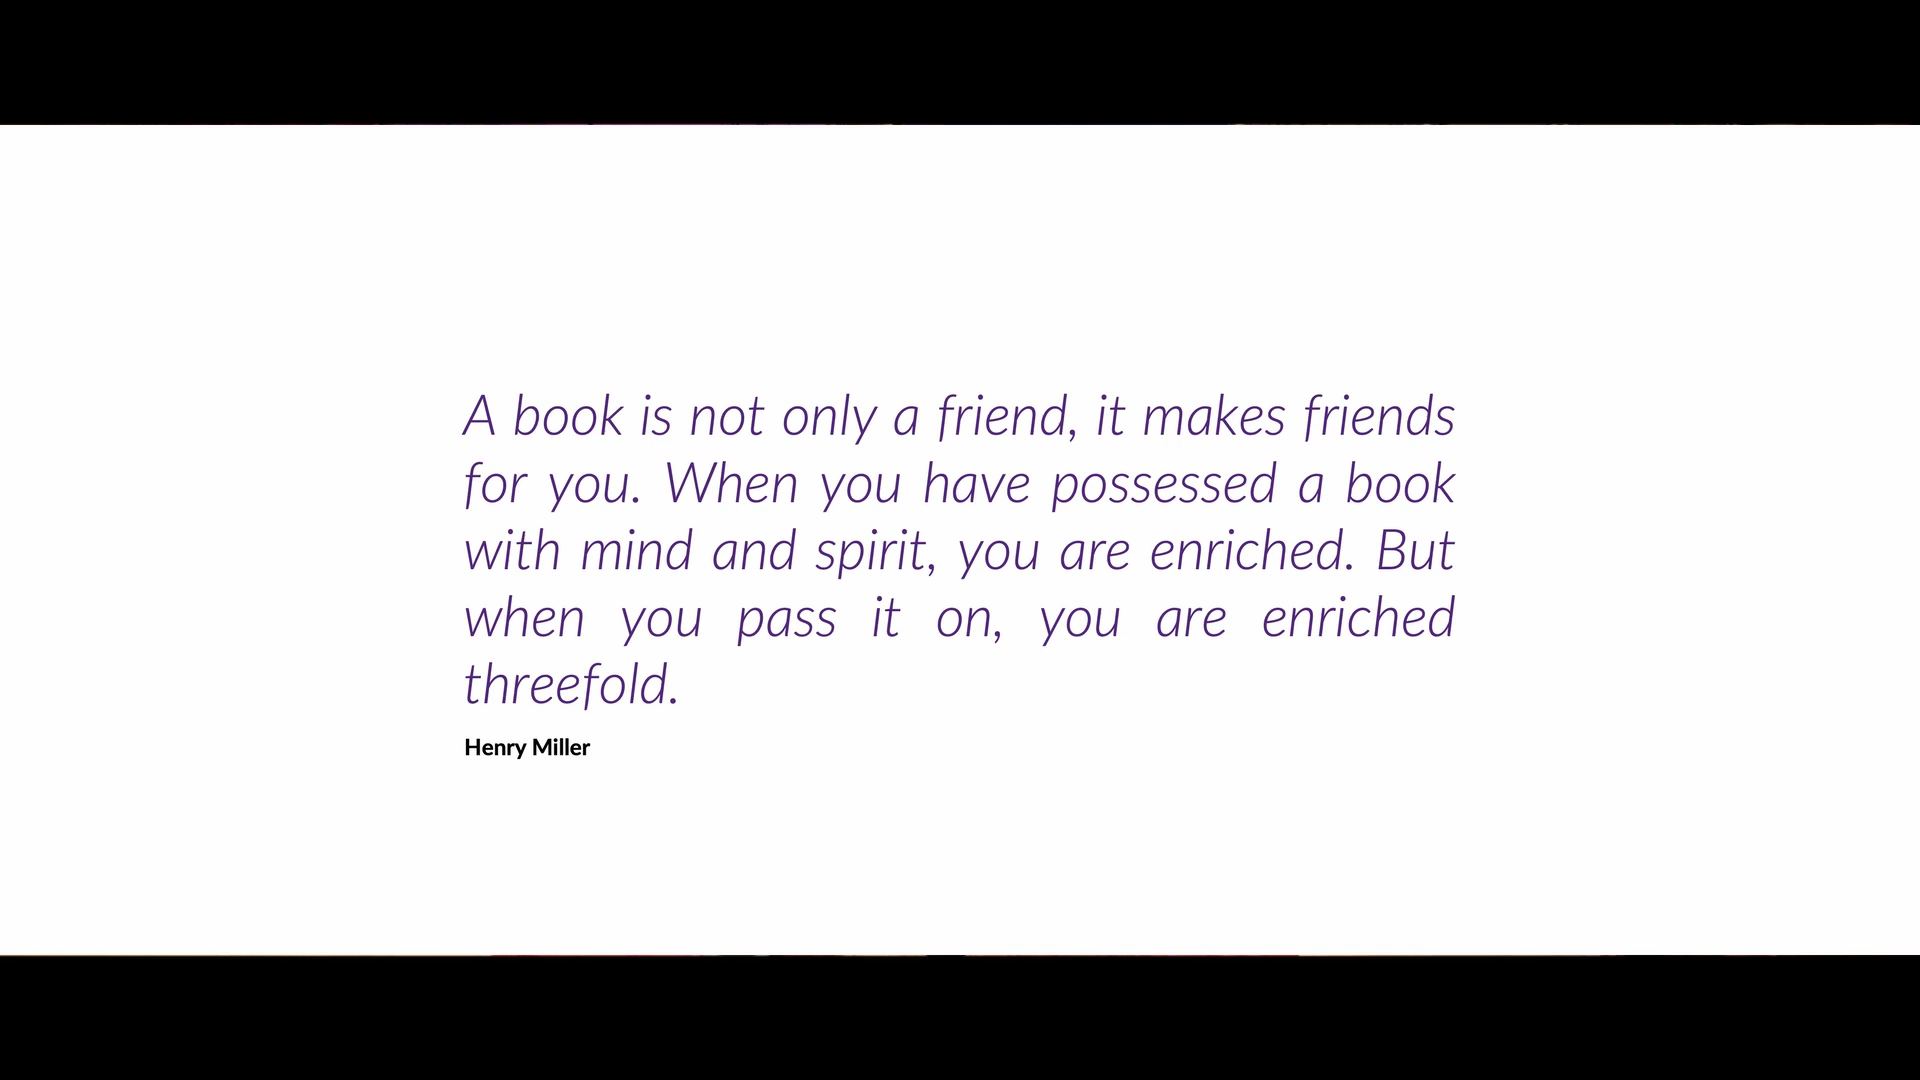 A book is not only a friend, it makes friends
for you. When you have possessed a book
with mind and spirit, you are enriched. But
when you pass it on, you are enriched
threefold.
Henry Miller